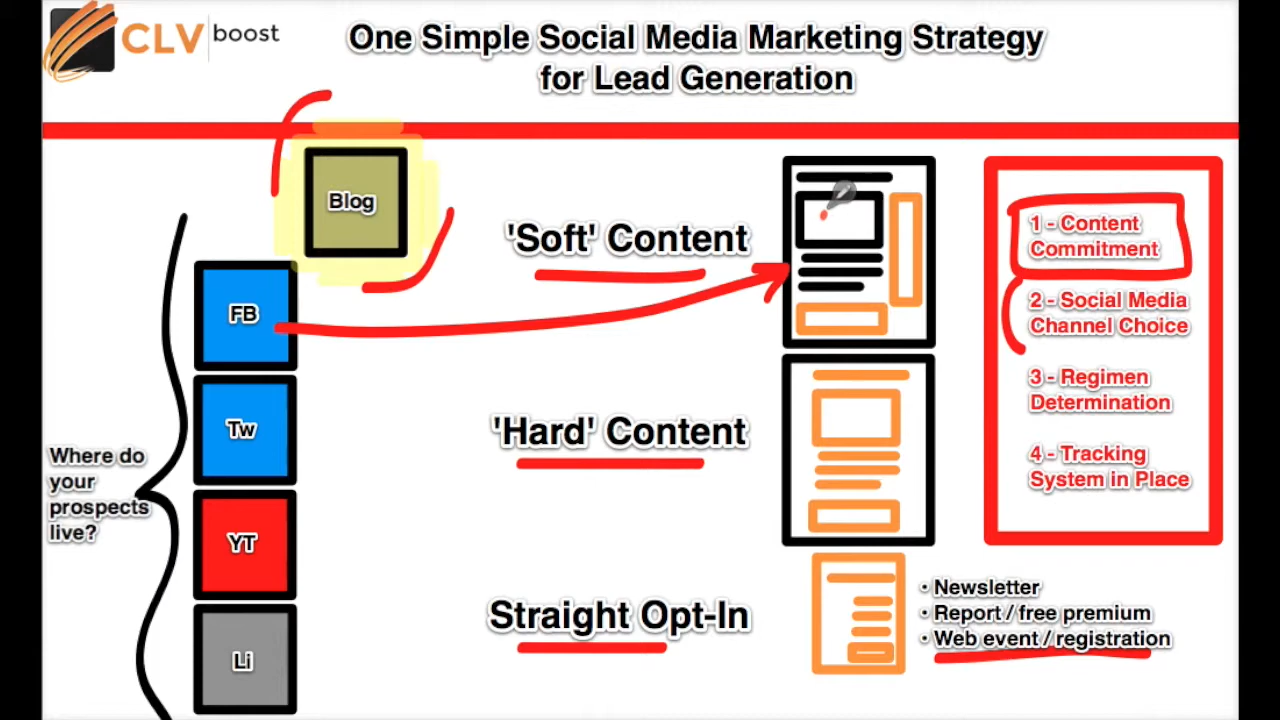 CLV boost
One Simple Social Media Marketing Strategy
for Lead Generation
Blog
FB
Tw
YT
Li
Where do
your
prospects
live?
'Soft' Content
'Hard' Content
Straight Opt-In
1 - Content
Commitment
2 - Social Media
Channel Choice
3 - Regimen
Determination
4 - Tracking
System in Place
· Newsletter
· Report / free premium
· Web event / registration